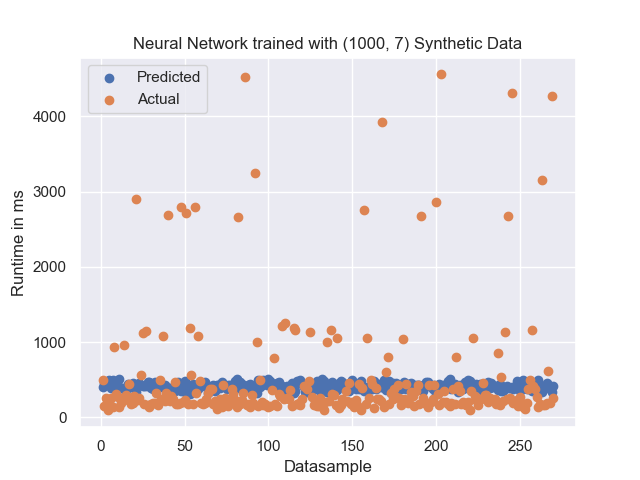 Neural Network trained with (1000, 7) Synthetic Data
Predicted
Actual
4000
3000
2000
1000
0
Runtime in ms
0 50 100 150 200 250
Datasample